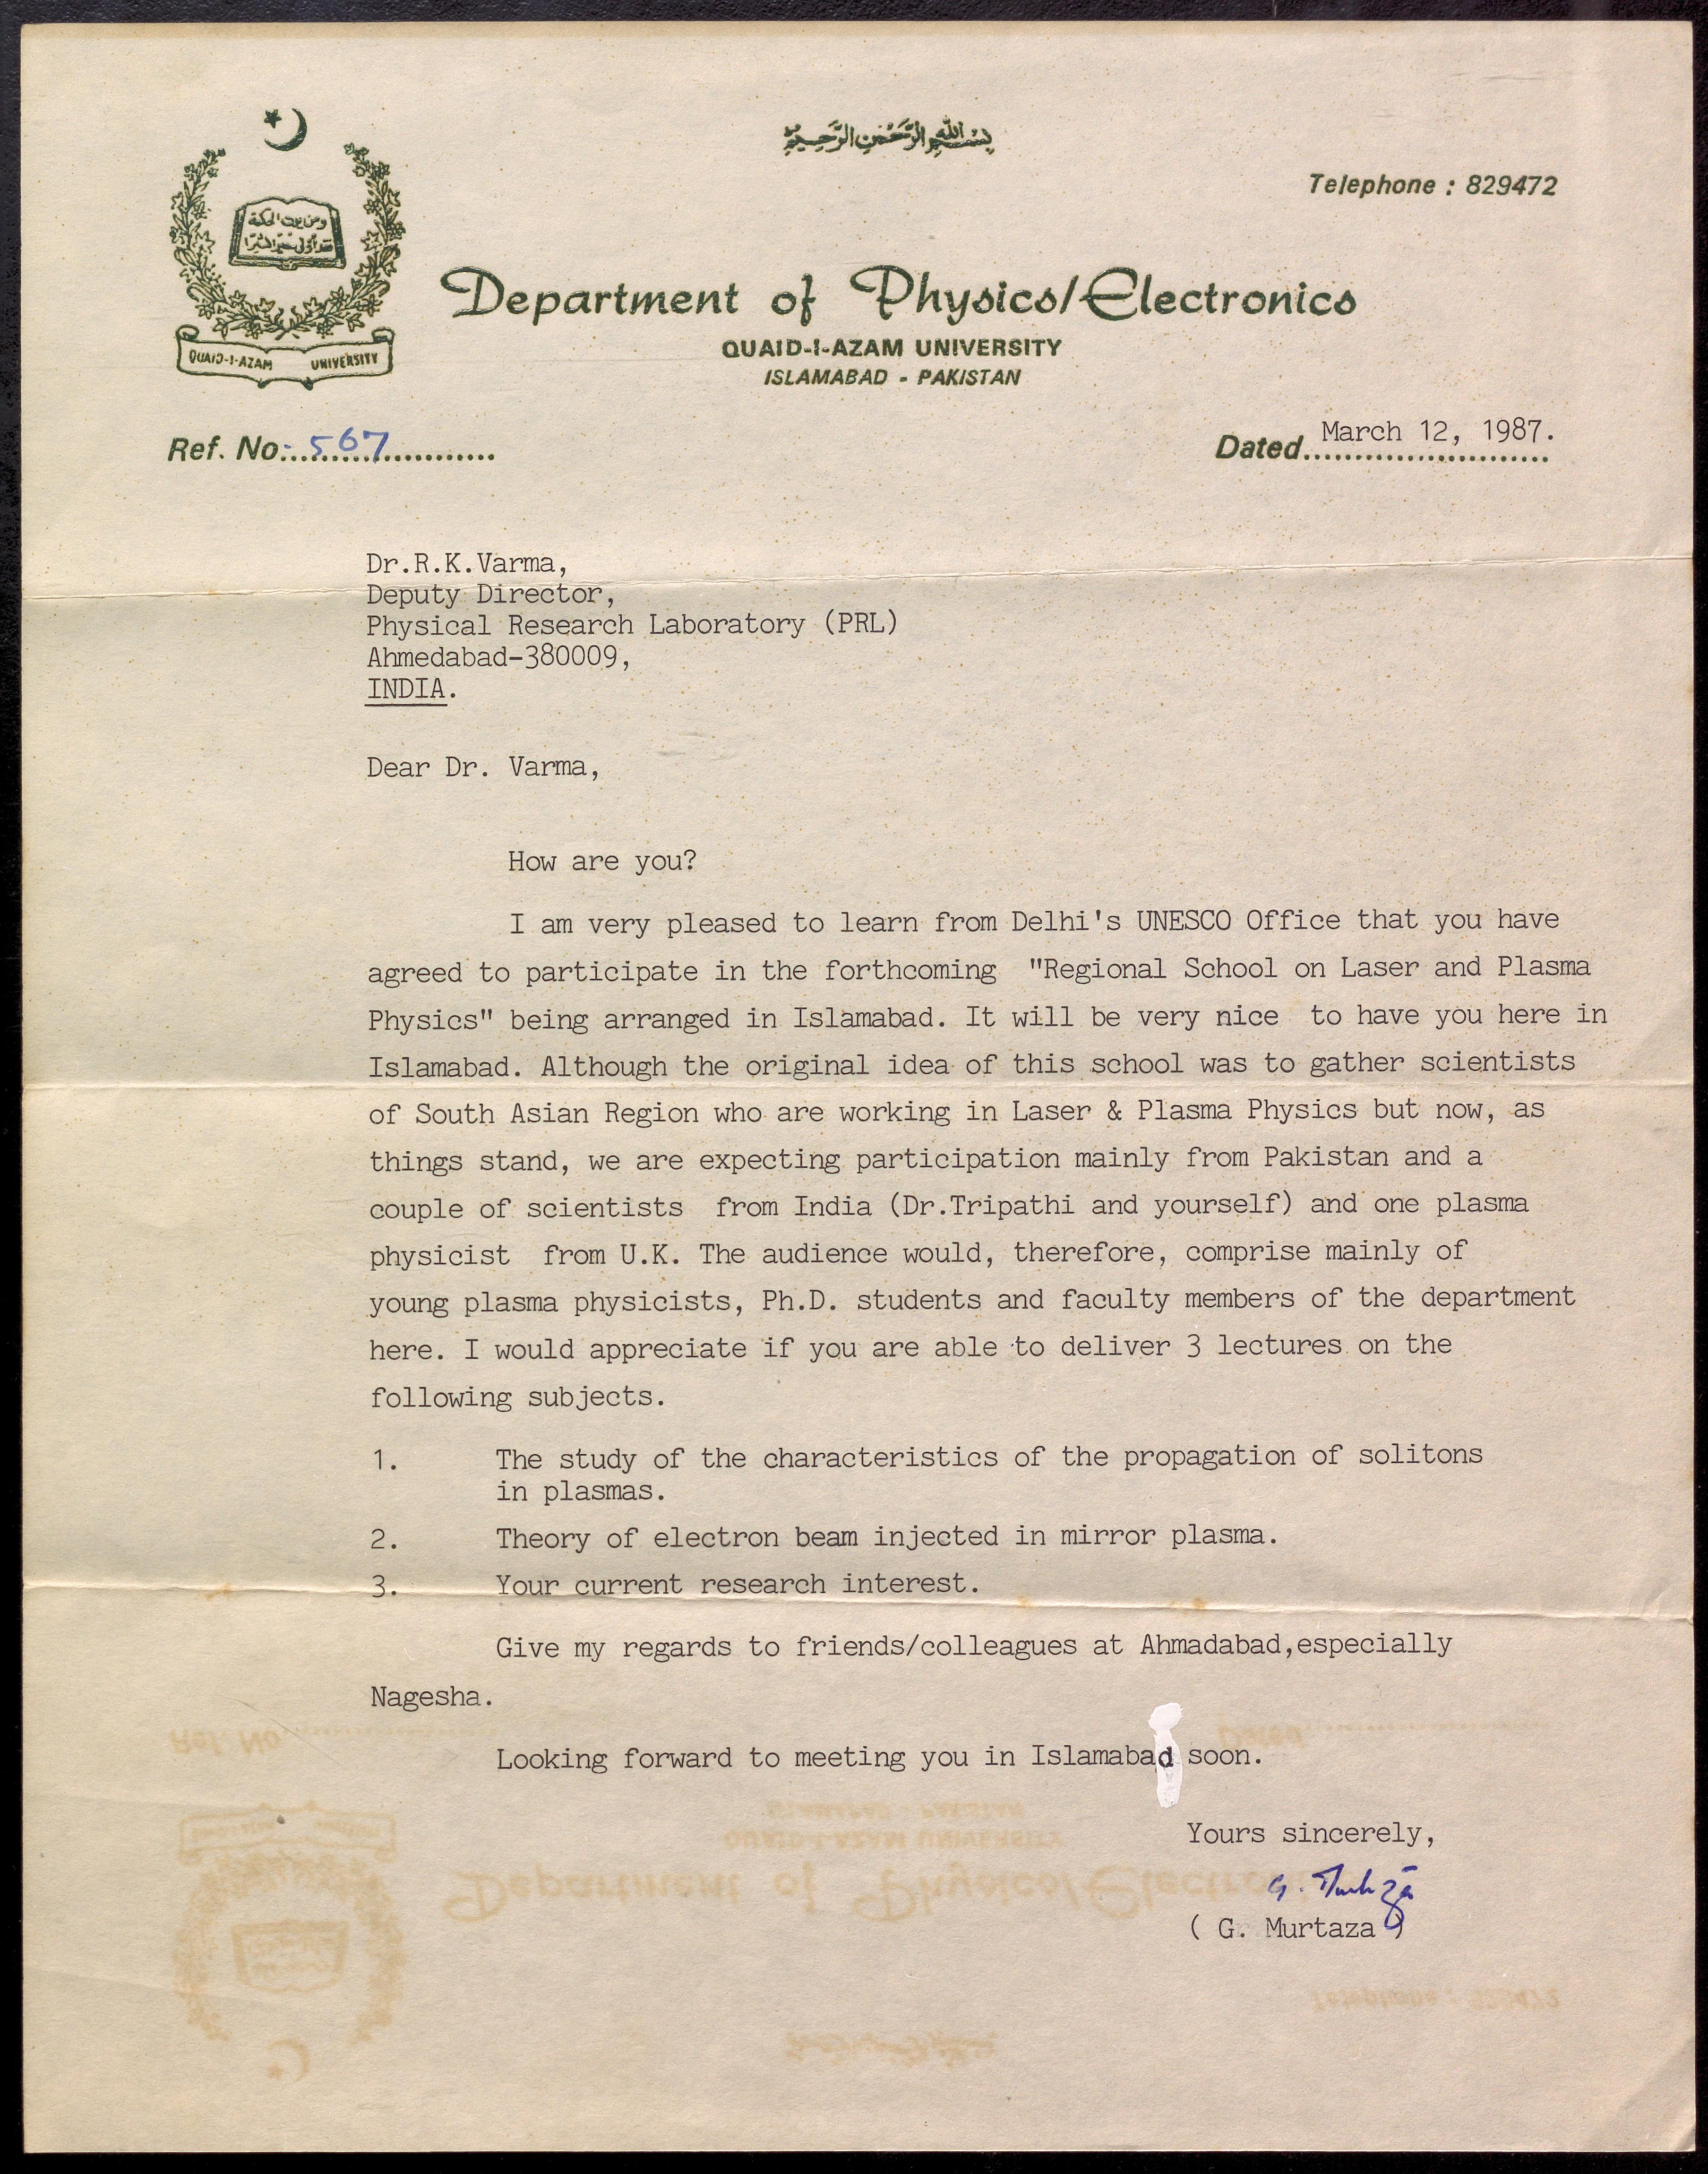 بِسْمِ اللهِ الرَّحْمٰنِ الرَّحِيْمِ
Telephone : 829472
ومن يؤت الحكمة
فقد أوتي خيرا كثيرا
QUAID-I-AZAM UNIVERSITY
Department of Physics/Electronics
QUAID-I-AZAM UNIVERSITY
ISLAMABAD - PAKISTAN
Ref. No:- 567
Dated March 12, 1987.
Dr.R.K.Varma,
Deputy Director,
Physical Research Laboratory (PRL)
Ahmedabad-380009,
INDIA.
Dear Dr. Varma,
How are you?
I am very pleased to learn from Delhi's UNESCO Office that you have
agreed to participate in the forthcoming "Regional School on Laser and Plasma
Physics" being arranged in Islamabad. It will be very nice to have you here in
Islamabad. Although the original idea of this school was to gather scientists
of South Asian Region who are working in Laser & Plasma Physics but now, as
things stand, we are expecting participation mainly from Pakistan and a
couple of scientists from India (Dr.Tripathi and yourself) and one plasma
physicist from U.K. The audience would, therefore, comprise mainly of
young plasma physicists, Ph.D. students and faculty members of the department
here. I would appreciate if you are able to deliver 3 lectures on the
following subjects.
1. The study of the characteristics of the propagation of solitons
in plasmas.
2. Theory of electron beam injected in mirror plasma.
3. Your current research interest.
Give my regards to friends/colleagues at Ahmadabad,especially
Nagesha.
Looking forward to meeting you in Islamabad soon.
Yours sincerely,
G. Murtaza
( G. Murtaza )